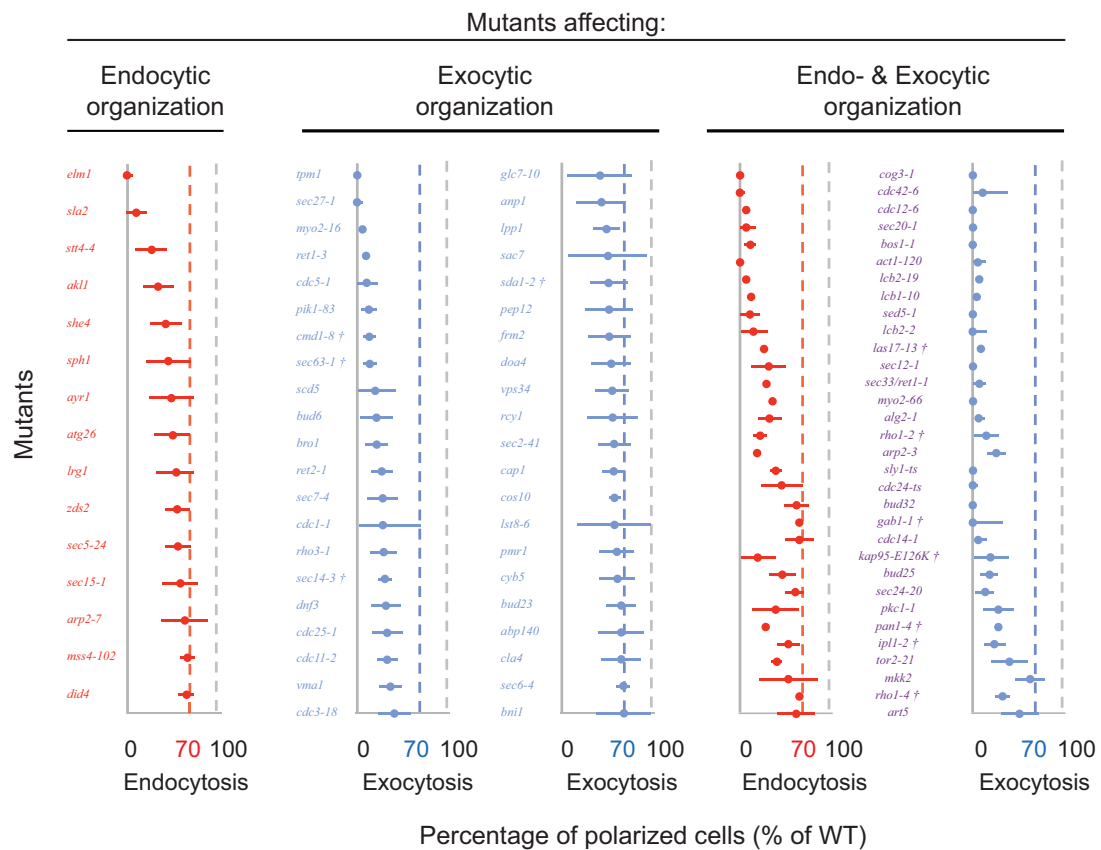 Mutants affecting:
Endocytic
organization
Exocytic
organization
Endo- & Exocytic
organization
Mutants
elm1
sla2
stt4-4
akl1
she4
sph1
ayr1
atg26
lrg1
zds2
sec5-24
sec15-1
arp2-7
mss4-102
did4
0 70 100
Endocytosis
tpm1
sec27-1
myo2-16
ret1-3
cdc5-1
pik1-83
cmd1-8 †
sec63-1 †
scd5
bud6
bro1
ret2-1
sec7-4
cdc1-1
rho3-1
sec14-3 †
dnf3
cdc25-1
cdc11-2
vma1
cdc3-18
0 70 100
Exocytosis
glc7-10
anp1
lpp1
sac7
sda1-2 †
pep12
frm2
doa4
vps34
rcy1
sec2-41
cap1
cos10
lst8-6
pmr1
cyb5
bud23
abp140
cla4
sec6-4
bni1
0 70 100
Exocytosis
cog3-1
cdc42-6
cdc12-6
sec20-1
bos1-1
act1-120
lcb2-19
lcb1-10
sed5-1
lcb2-2
las17-13 †
sec12-1
sec33/ret1-1
myo2-66
alg2-1
rho1-2 †
arp2-3
sly1-ts
cdc24-ts
bud32
gab1-1 †
cdc14-1
kap95-E126K †
bud25
sec24-20
pkc1-1
pan1-4 †
ipl1-2 †
tor2-21
mkk2
rho1-4 †
art5
0 70 100
Endocytosis
0 70 100
Exocytosis
Percentage of polarized cells (% of WT)